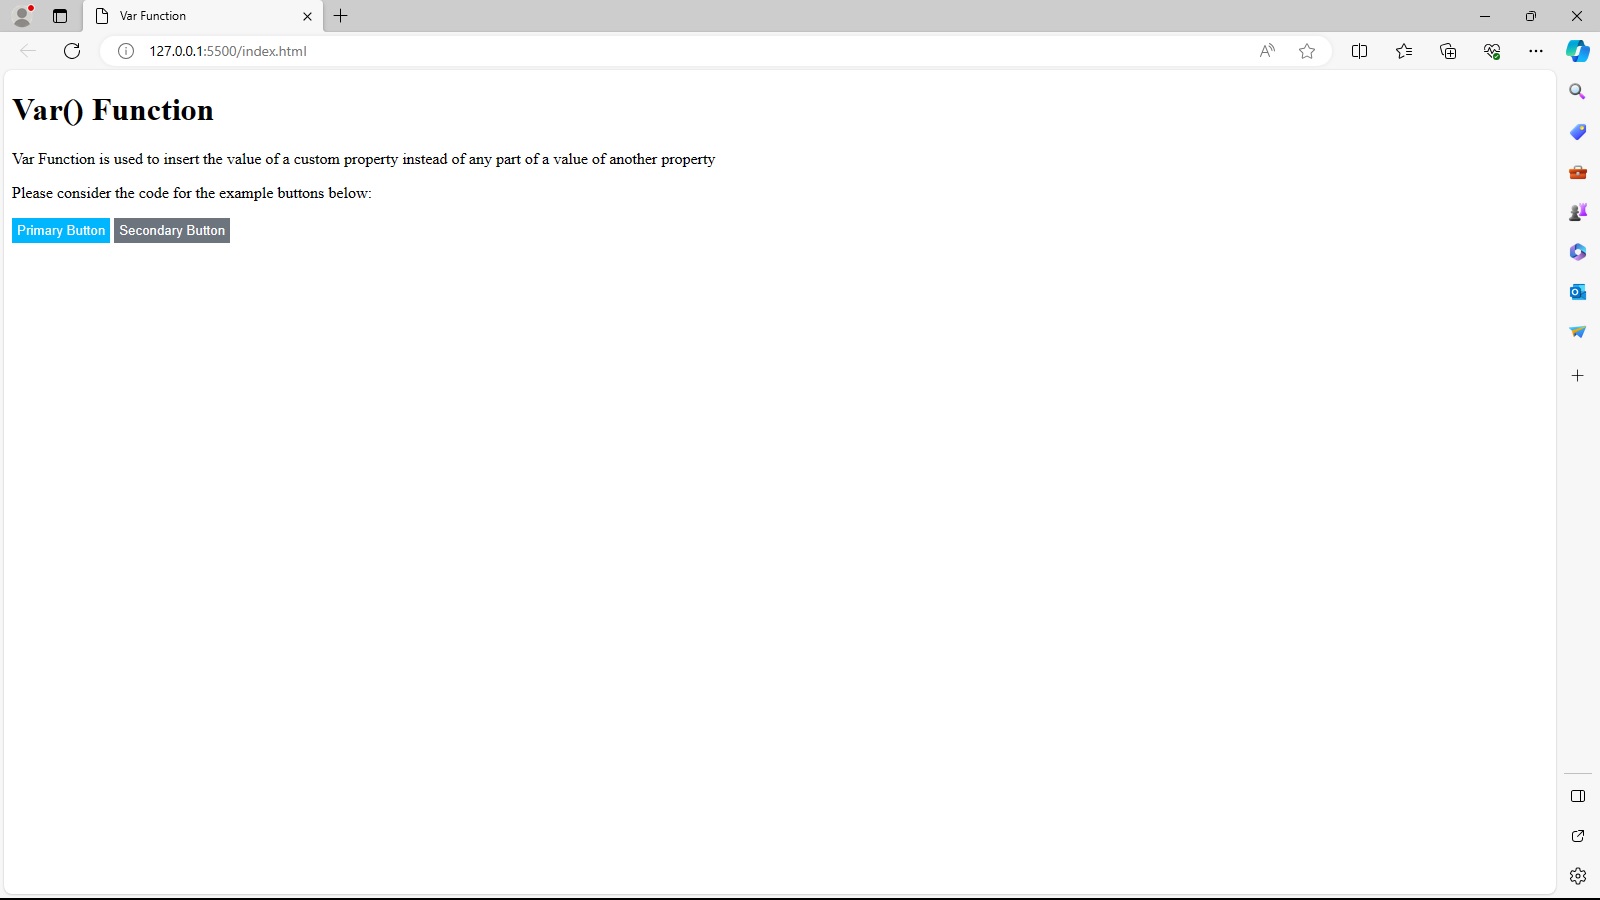 Var Function
127.0.0.1:5500/index.html
Var() Function
Var Function is used to insert the value of a custom property instead of any part of a value of another property
Please consider the code for the example buttons below:
Primary Button Secondary Button